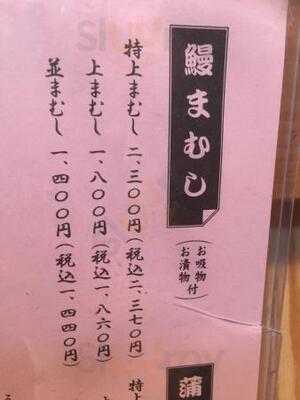 鰻まむし
(お吸物
お漬物付)
特上まむし 二、三〇〇円(税込二、三七〇円)
上まむし 一、八〇〇円(税込一、八六〇円)
並まむし 一、四〇〇円(税込一、四四〇円)
蒲
特上
上